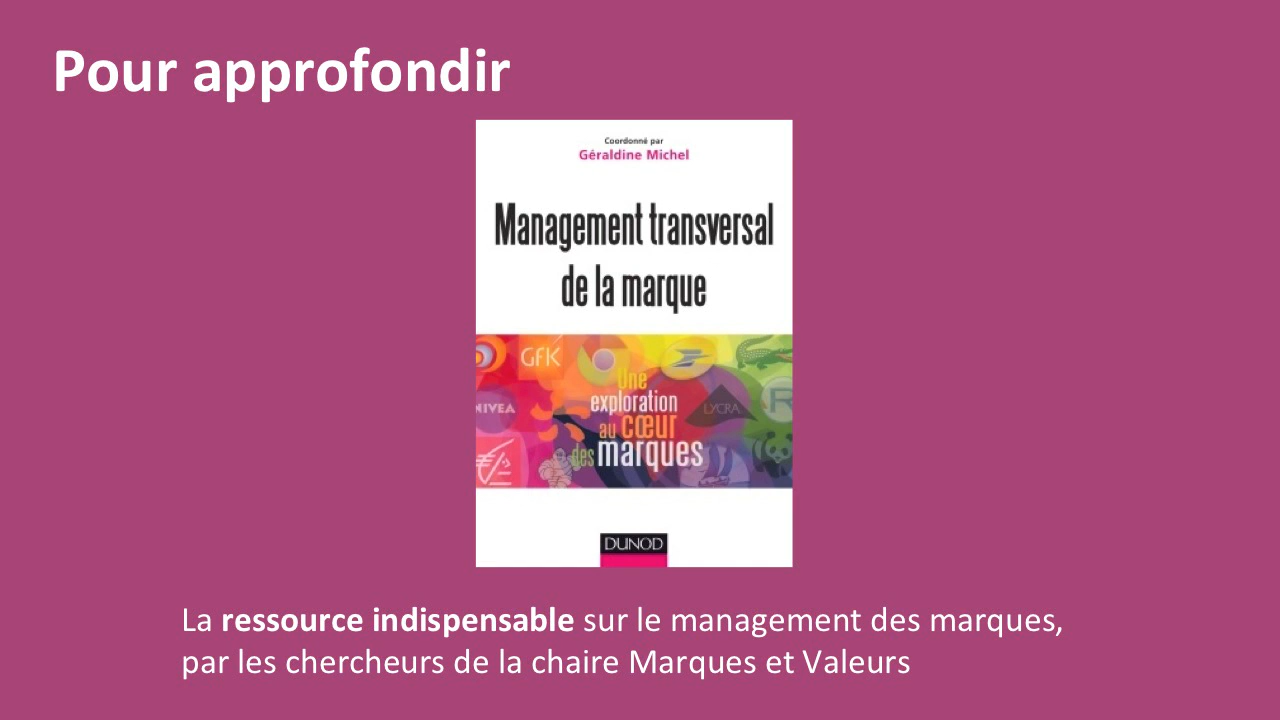 Pour approfondir
Coordonné par
Géraldine Michel
Management transversal
de la marque
GFK
Une
exploration
NIVEA
LYCRA
R
au cœur
des marques
DUNOD
La ressource indispensable sur le management des marques,
par les chercheurs de la chaire Marques et Valeurs